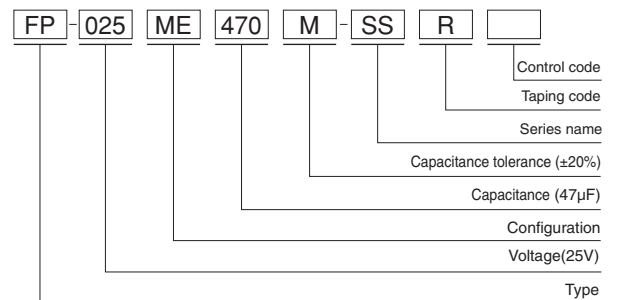 FP - 025 ME 470 M - SS R
Control code
Taping code
Series name
Capacitance tolerance (±20%)
Capacitance (47µF)
Configuration
Voltage(25V)
Type